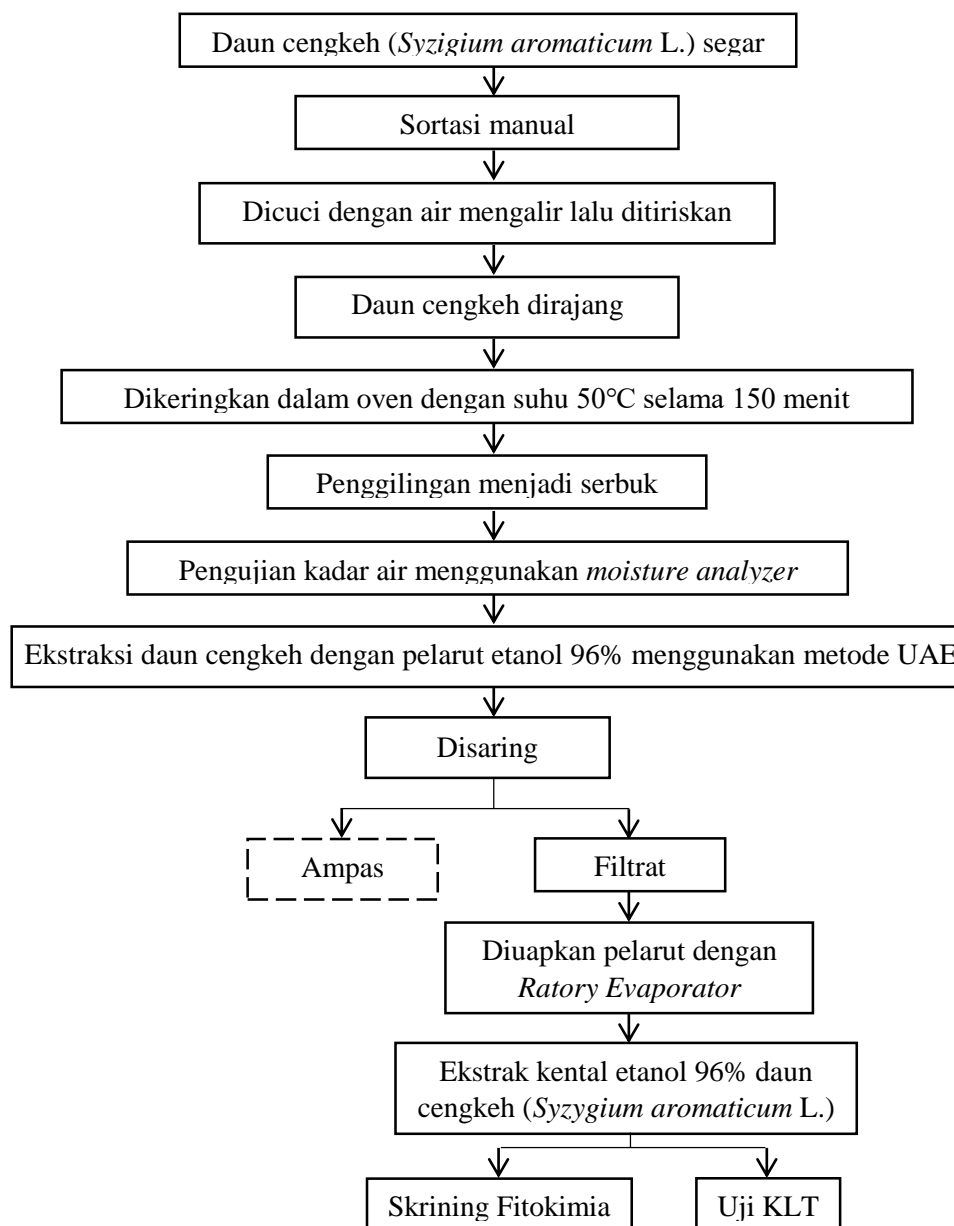 Daun cengkeh (Syzigium aromaticum L.) segar
Sortasi manual
Dicuci dengan air mengalir lalu ditiriskan
Daun cengkeh dirajang
Dikeringkan dalam oven dengan suhu 50°C selama 150 menit
Penggilingan menjadi serbuk
Pengujian kadar air menggunakan moisture analyzer
Ekstraksi daun cengkeh dengan pelarut etanol 96% menggunakan metode UAE
Disaring
Ampas
Filtrat
Diuapkan pelarut dengan
Ratory Evaporator
Ekstrak kental etanol 96% daun
cengkeh (Syzygium aromaticum L.)
Skrining Fitokimia
Uji KLT